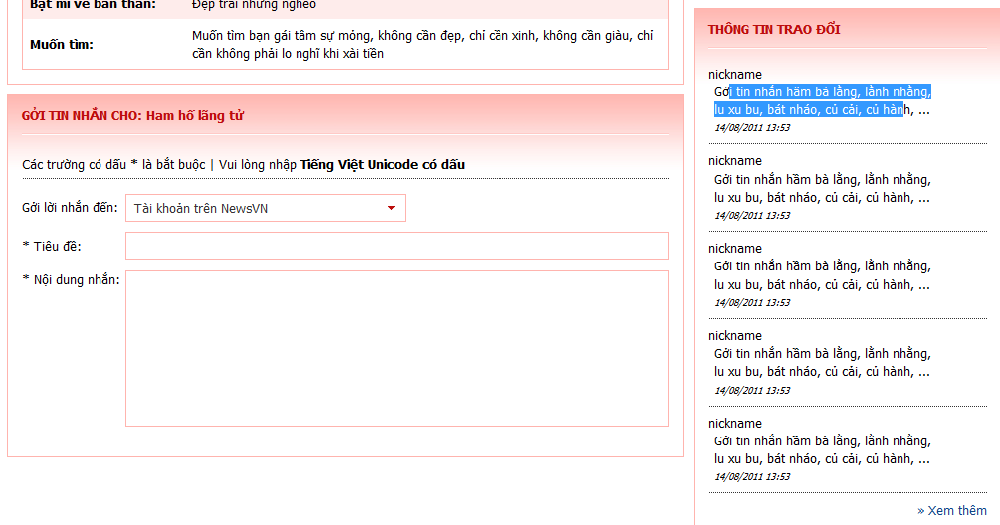 Bật mí về bản thân: Đẹp trai nhưng nghèo
Muốn tìm: Muốn tìm bạn gái tâm sự mỏng, không cần đẹp, chỉ cần xinh, không cần giàu, chỉ
cần không phải lo nghĩ khi xài tiền
GỞI TIN NHẮN CHO: Ham hố lãng tử
Các trường có dấu * là bắt buộc | Vui lòng nhập Tiếng Việt Unicode có dấu
Gởi lời nhắn đến: Tài khoản trên NewsVN
* Tiêu đề:
* Nội dung nhắn:
THÔNG TIN TRAO ĐỔI
nickname
Gởi tin nhắn hầm bà lằng, lằnh nhằng,
lu xu bu, bát nháo, củ cải, củ hành, ...
14/08/2011 13:53
nickname
Gởi tin nhắn hầm bà lằng, lằnh nhằng,
lu xu bu, bát nháo, củ cải, củ hành, ...
14/08/2011 13:53
nickname
Gởi tin nhắn hầm bà lằng, lằnh nhằng,
lu xu bu, bát nháo, củ cải, củ hành, ...
14/08/2011 13:53
nickname
Gởi tin nhắn hầm bà lằng, lằnh nhằng,
lu xu bu, bát nháo, củ cải, củ hành, ...
14/08/2011 13:53
nickname
Gởi tin nhắn hầm bà lằng, lằnh nhằng,
lu xu bu, bát nháo, củ cải, củ hành, ...
14/08/2011 13:53
» Xem thêm